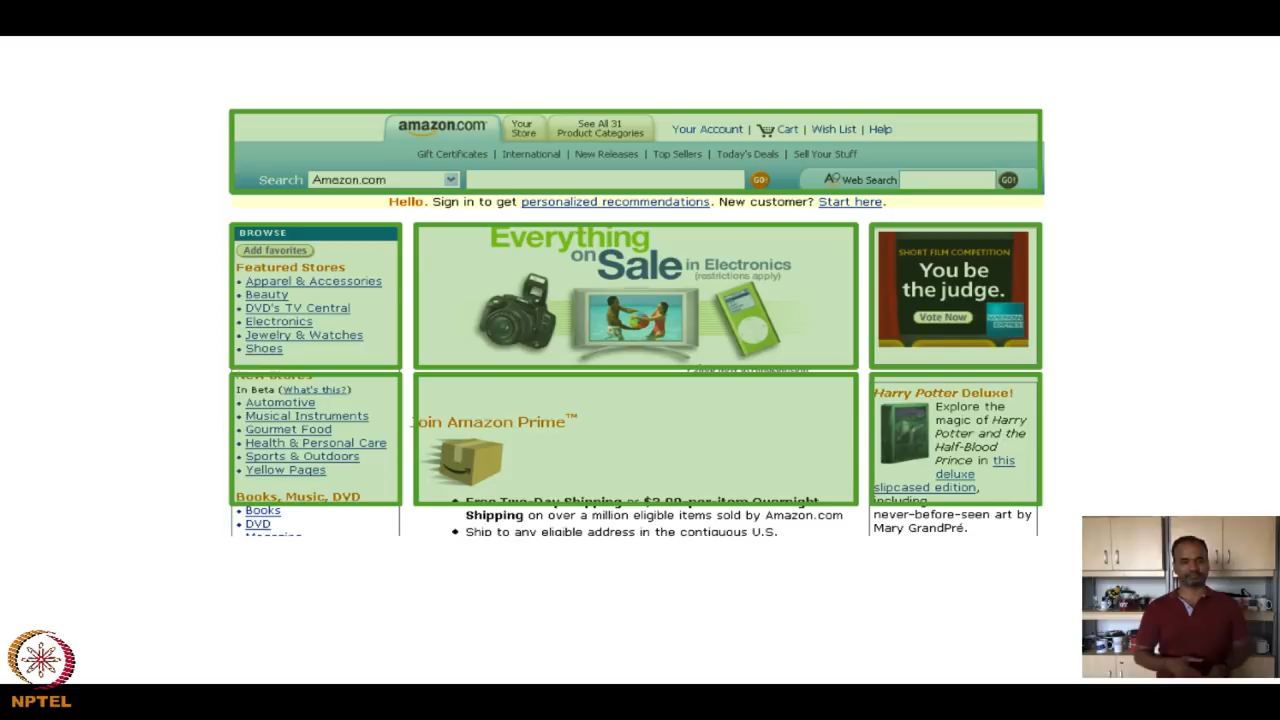 amazon.com
Your Store
See All 31 Product Categories
Your Account | Cart | Wish List | Help
Gift Certificates | International | New Releases | Top Sellers | Today's Deals | Sell Your Stuff
Search Amazon.com GO! A9 Web Search GO!
Hello. Sign in to get personalized recommendations. New customer? Start here.
BROWSE
Add favorites
Featured Stores
• Apparel & Accessories
• Beauty
• DVD's TV Central
• Electronics
• Jewelry & Watches
• Shoes
New Stores
In Beta (What's this?)
• Automotive
• Musical Instruments
• Gourmet Food
• Health & Personal Care
• Sports & Outdoors
• Yellow Pages
Books, Music, DVD
• Books
• DVD
Everything
on Sale in Electronics
(restrictions apply)
Join Amazon Prime™
• Free Two-Day Shipping or $3.99-per-item Overnight
Shipping on over a million eligible items sold by Amazon.com
• Ship to any eligible address in the contiguous U.S.
SHORT FILM COMPETITION
You be
the judge.
Vote Now
AMERICAN EXPRESS
Harry Potter Deluxe!
Explore the
magic of Harry
Potter and the
Half-Blood
Prince in this
deluxe
slipcased edition,
including
never-before-seen art by
Mary GrandPré.
NPTEL